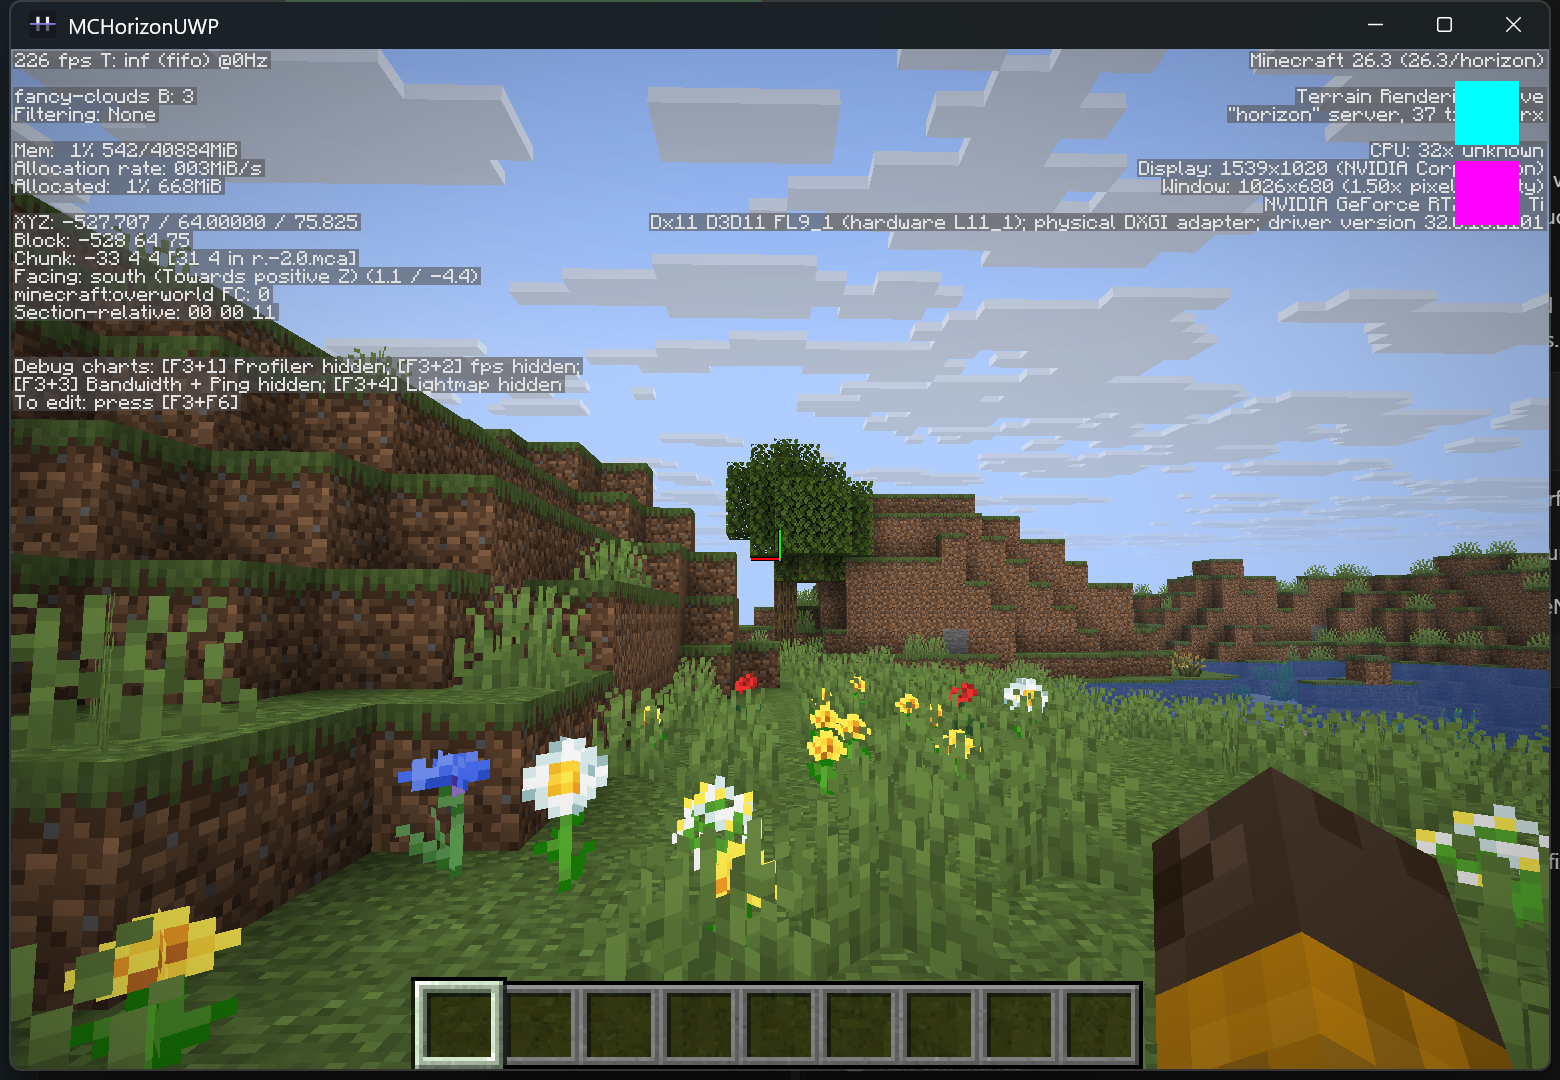 MCHorizonUWP
226 fps T: inf (fifo) @0Hz
fancy-clouds B: 3
Filtering: None
Mem: 1% 542/40884MiB
Allocation rate: 003MiB/s
Allocated: 1% 668MiB
XYZ: -527.707 / 64.00000 / 75.825
Block: -528 64 75
Chunk: -33 4 4 [31 4 in r.-2.0.mca]
Facing: south (Towards positive Z) (1.1 / -4.4)
minecraft:overworld FC: 0
Section-relative: 00 00 11
Debug charts: [F3+1] Profiler hidden; [F3+2] fps hidden;
[F3+3] Bandwidth + Ping hidden; [F3+4] Lightmap hidden
To edit: press [F3+F6]
Minecraft 26.3 (26.3/horizon)
Terrain
"horizon" server, 37
CPU: 32x unknown
Display: 1539x1020 (NVIDIA
Window: 1026x680 (1.50x
NVIDIA GeForce Ti
Dx11 D3D11 FL9_1 (hardware L11_1); physical DXGI adapter; driver version